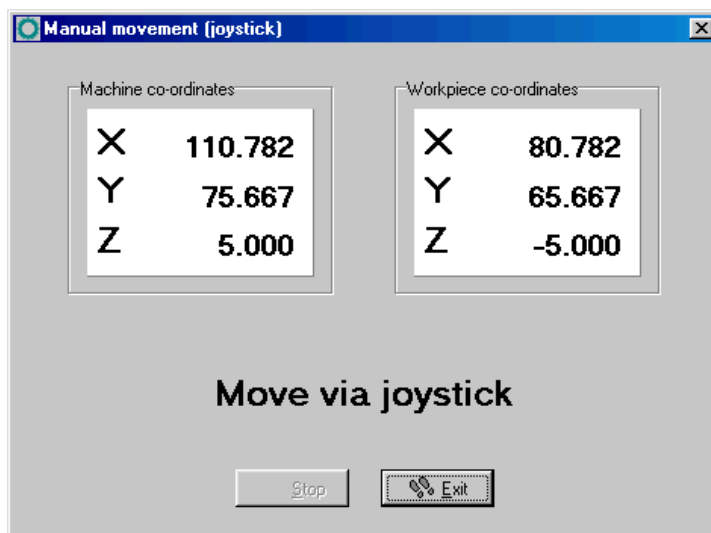 Manual movement (joystick)
Machine co-ordinates
X 110.782
Y 75.667
Z 5.000
Workpiece co-ordinates
X 80.782
Y 65.667
Z -5.000
Move via joystick
Stop
Exit